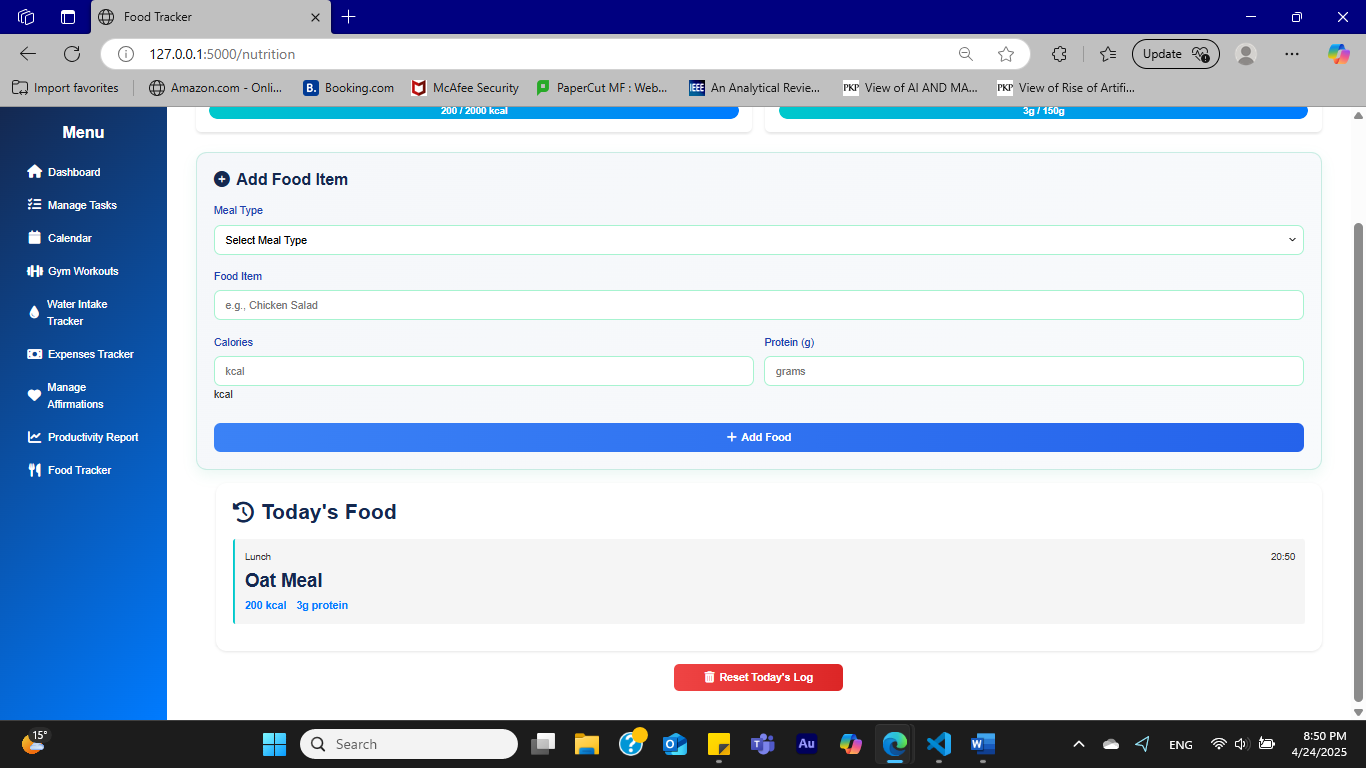 Food Tracker
127.0.0.1:5000/nutrition
Update
Import favorites
Amazon.com - Onli...
B. Booking.com
McAfee Security
PaperCut MF : Web...
IEEE An Analytical Revie...
PKP View of AI AND MA...
PKP View of Rise of Artifi...
Menu
Dashboard
Manage Tasks
Calendar
Gym Workouts
Water Intake
Tracker
Expenses Tracker
Manage
Affirmations
Productivity Report
Food Tracker
200 / 2000 kcal
3g / 150g
Add Food Item
Meal Type
Select Meal Type
Food Item
e.g., Chicken Salad
Calories
Protein (g)
kcal
grams
kcal
Add Food
Today's Food
Lunch
20:50
Oat Meal
200 kcal 3g protein
Reset Today's Log
15°
Search
Au
ENG
8:50 PM
4/24/2025